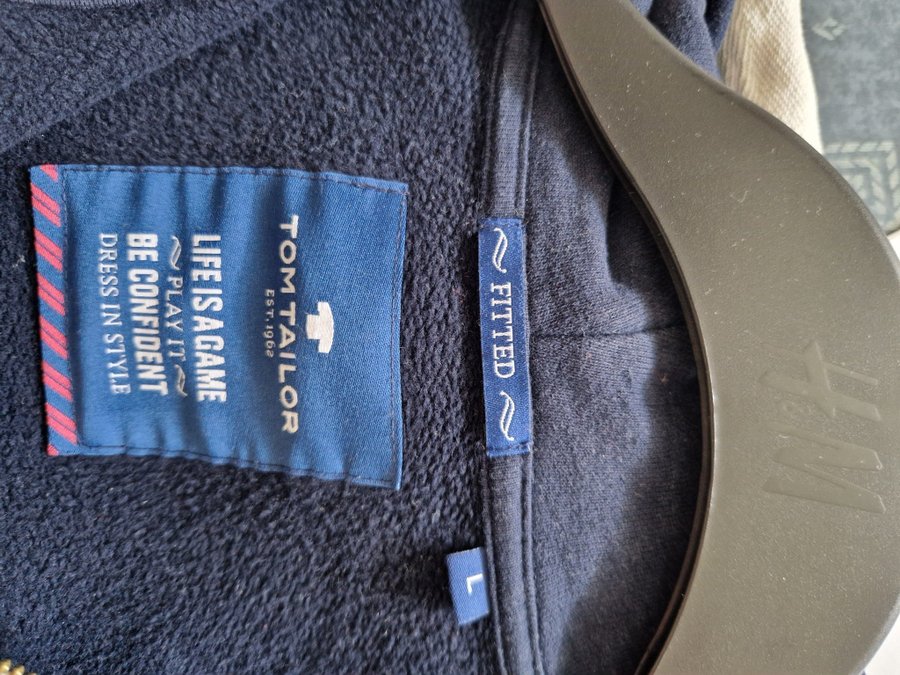 FITTED
TOM TAILOR
EST. 1962
LIFE IS A GAME
PLAY IT
BE CONFIDENT
DRESS IN STYLE
L
H&M